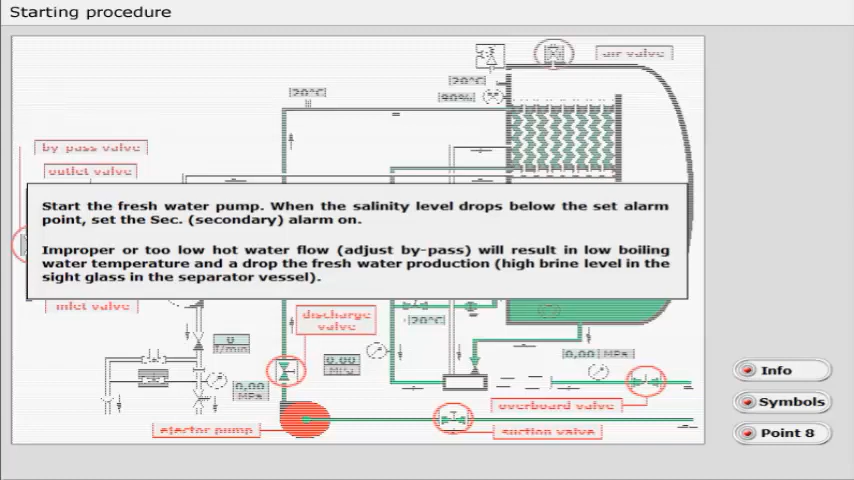 Starting procedure
air valve
20°C
20°C
90%
by-pass valve
outlet valve
Start the fresh water pump. When the salinity level drops below the set alarm
point, set the Sec. (secondary) alarm on.
Improper or too low hot water flow (adjust by-pass) will result in low boiling
water temperature and a drop the fresh water production (high brine level in the
sight glass in the separator vessel).
inlet valve
discharge
valve
20°C
0
T/min
0.00
MPa
0,00 MPa
0,00
MPa
overboard valve
ejector pump
suction valve
Info
Symbols
Point 8